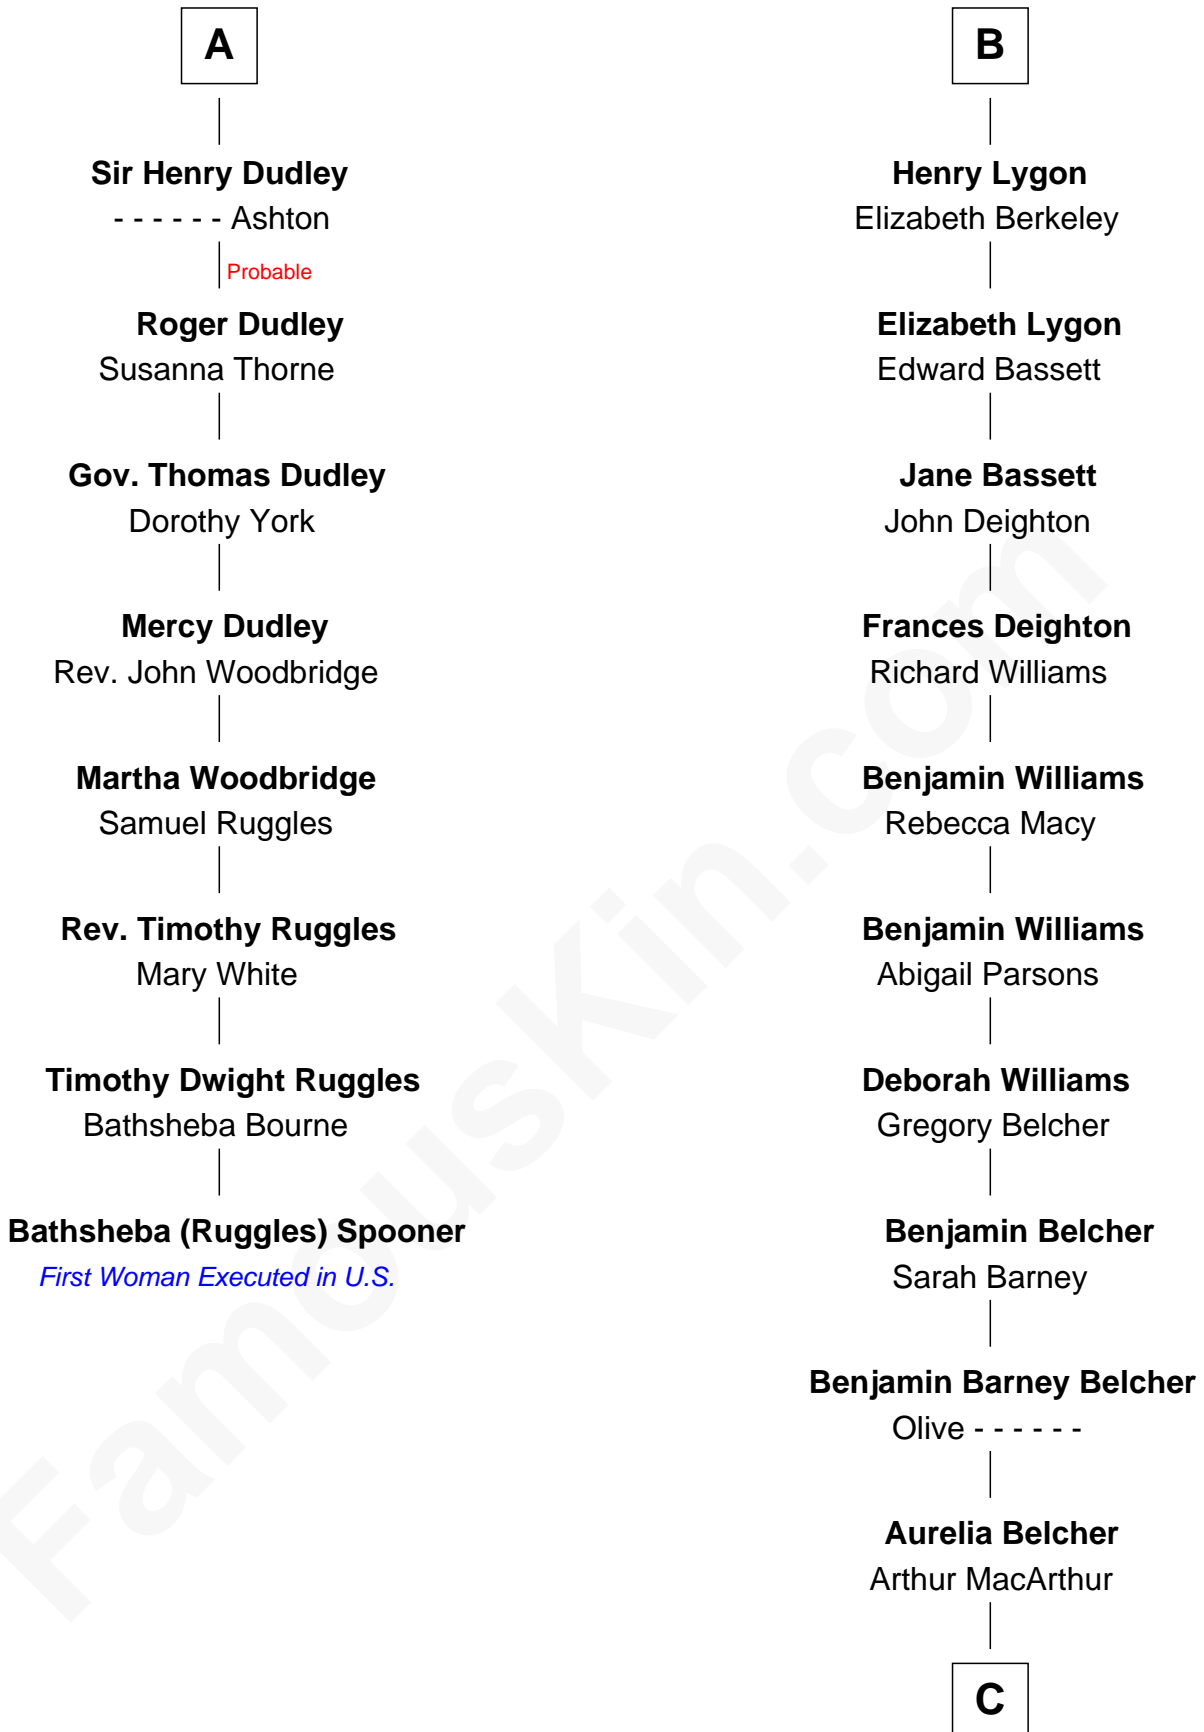 A
Sir Henry Dudley
- - - - - - Ashton
Probable
Roger Dudley
Susanna Thorne
Gov. Thomas Dudley
Dorothy York
Mercy Dudley
Rev. John Woodbridge
Martha Woodbridge
Samuel Ruggles
Rev. Timothy Ruggles
Mary White
Timothy Dwight Ruggles
Bathsheba Bourne
Bathsheba (Ruggles) Spooner
First Woman Executed in U.S.
B
Henry Lygon
Elizabeth Berkeley
Elizabeth Lygon
Edward Bassett
Jane Bassett
John Deighton
Frances Deighton
Richard Williams
Benjamin Williams
Rebecca Macy
Benjamin Williams
Abigail Parsons
Deborah Williams
Gregory Belcher
Benjamin Belcher
Sarah Barney
Benjamin Barney Belcher
Olive - - - - - -
Aurelia Belcher
Arthur MacArthur
C
FamousKin.com